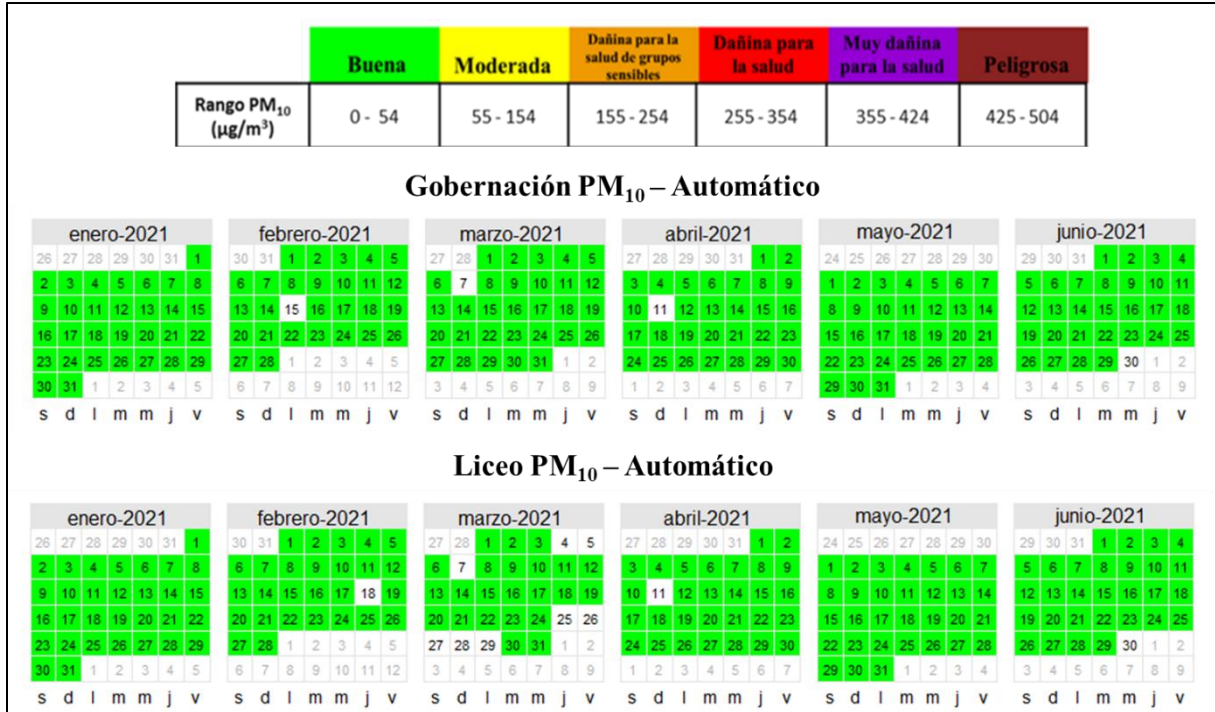 Buena Moderada Dañina para la salud de grupos sensibles Dañina para la salud Muy dañina para la salud Peligrosa
Rango PM₁₀ (µg/m³) 0 - 54 55 - 154 155 - 254 255 - 354 355 - 424 425 - 504
Gobernación PM₁₀ – Automático
enero-2021 febrero-2021 marzo-2021 abril-2021 mayo-2021 junio-2021
26 27 28 29 30 31 1 30 31 1 2 3 4 5 27 28 1 2 3 4 5 27 28 29 30 31 1 2 24 25 26 27 28 29 30 29 30 31 1 2 3 4
2 3 4 5 6 7 8 6 7 8 9 10 11 12 6 7 8 9 10 11 12 3 4 5 6 7 8 9 1 2 3 4 5 6 7 5 6 7 8 9 10 11
9 10 11 12 13 14 15 13 14 15 16 17 18 19 13 14 15 16 17 18 19 10 11 12 13 14 15 16 8 9 10 11 12 13 14 12 13 14 15 16 17 18
16 17 18 19 20 21 22 20 21 22 23 24 25 26 20 21 22 23 24 25 26 17 18 19 20 21 22 23 15 16 17 18 19 20 21 19 20 21 22 23 24 25
23 24 25 26 27 28 29 27 28 1 2 3 4 5 27 28 29 30 31 1 2 24 25 26 27 28 29 30 22 23 24 25 26 27 28 26 27 28 29 30 1 2
30 31 1 2 3 4 5 6 7 8 9 10 11 12 3 4 5 6 7 8 9 1 2 3 4 5 6 7 29 30 31 1 2 3 4 3 4 5 6 7 8 9
s d l m m j v s d l m m j v s d l m m j v s d l m m j v s d l m m j v s d l m m j v
Liceo PM₁₀ – Automático
enero-2021 febrero-2021 marzo-2021 abril-2021 mayo-2021 junio-2021
26 27 28 29 30 31 1 30 31 1 2 3 4 5 27 28 1 2 3 4 5 27 28 29 30 31 1 2 24 25 26 27 28 29 30 29 30 31 1 2 3 4
2 3 4 5 6 7 8 6 7 8 9 10 11 12 6 7 8 9 10 11 12 3 4 5 6 7 8 9 1 2 3 4 5 6 7 5 6 7 8 9 10 11
9 10 11 12 13 14 15 13 14 15 16 17 18 19 13 14 15 16 17 18 19 10 11 12 13 14 15 16 8 9 10 11 12 13 14 12 13 14 15 16 17 18
16 17 18 19 20 21 22 20 21 22 23 24 25 26 20 21 22 23 24 25 26 17 18 19 20 21 22 23 15 16 17 18 19 20 21 19 20 21 22 23 24 25
23 24 25 26 27 28 29 27 28 1 2 3 4 5 27 28 29 30 31 1 2 24 25 26 27 28 29 30 22 23 24 25 26 27 28 26 27 28 29 30 1 2
30 31 1 2 3 4 5 6 7 8 9 10 11 12 3 4 5 6 7 8 9 1 2 3 4 5 6 7 29 30 31 1 2 3 4 3 4 5 6 7 8 9
s d l m m j v s d l m m j v s d l m m j v s d l m m j v s d l m m j v s d l m m j v